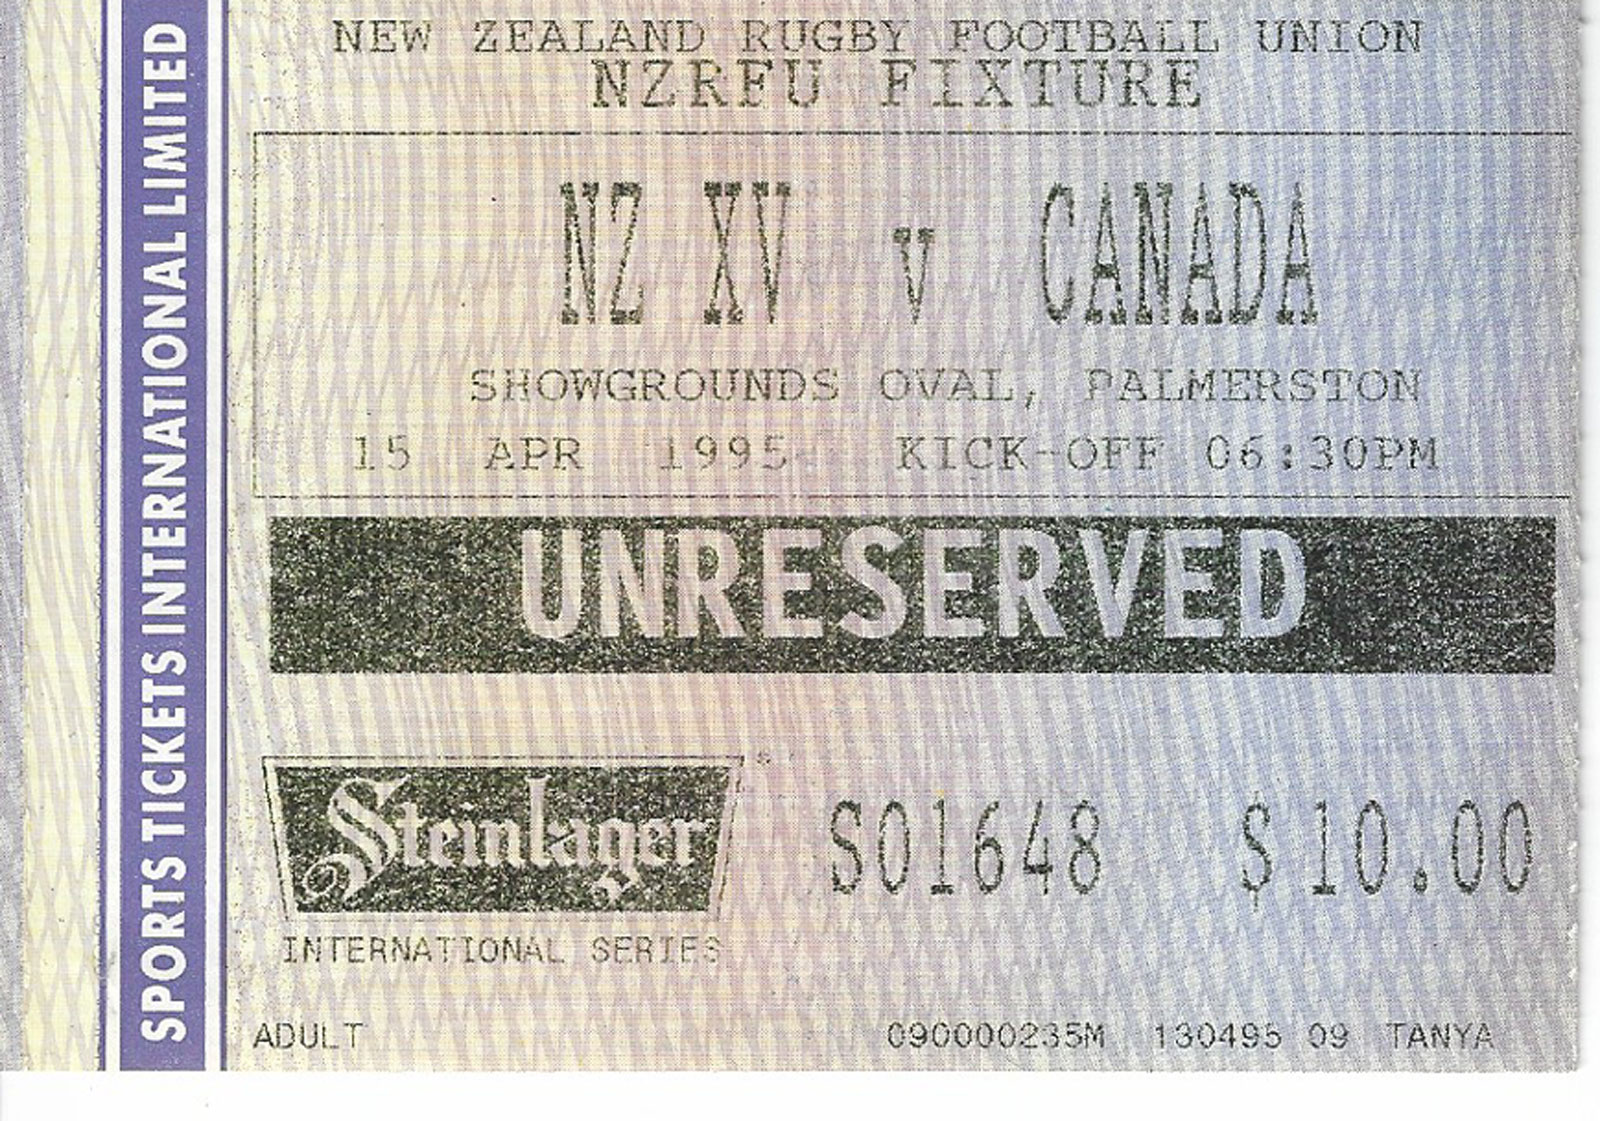 NEW ZEALAND RUGBY FOOTBALL UNION
NZRFU FIXTURE
NZ XV v CANADA
SHOWGROUNDS OVAL, PALMERSTON
15 APR 1995 KICK-OFF 06:30PM
UNRESERVED
Steinlager®
S01648 $10.00
INTERNATIONAL SERIES
ADULT 090000235M 130495 09 TANYA
SPORTS TICKETS INTERNATIONAL LIMITED